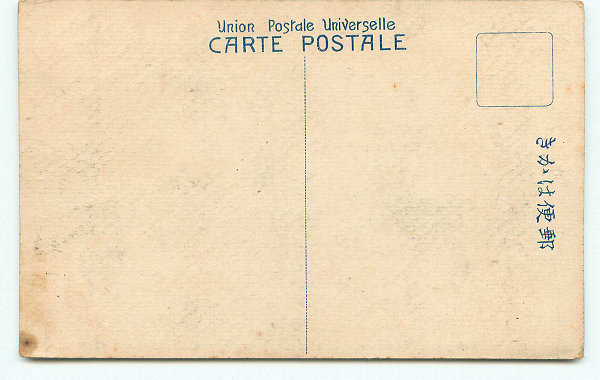 Union Postale Universelle
CARTE POSTALE
郵便はかき